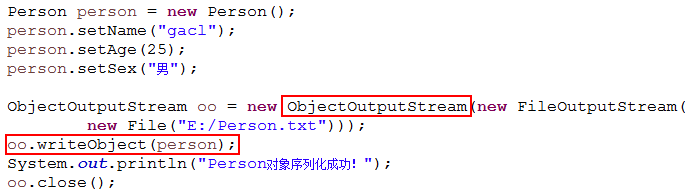 Person person = new Person();
person.setName("gacl");
person.setAge(25);
person.setSex("男");
ObjectOutputStream oo = new ObjectOutputStream(new FileOutputStream(
new File("E:/Person.txt")));
oo.writeObject(person);
System.out.println("Person对象序列化成功！");
oo.close();